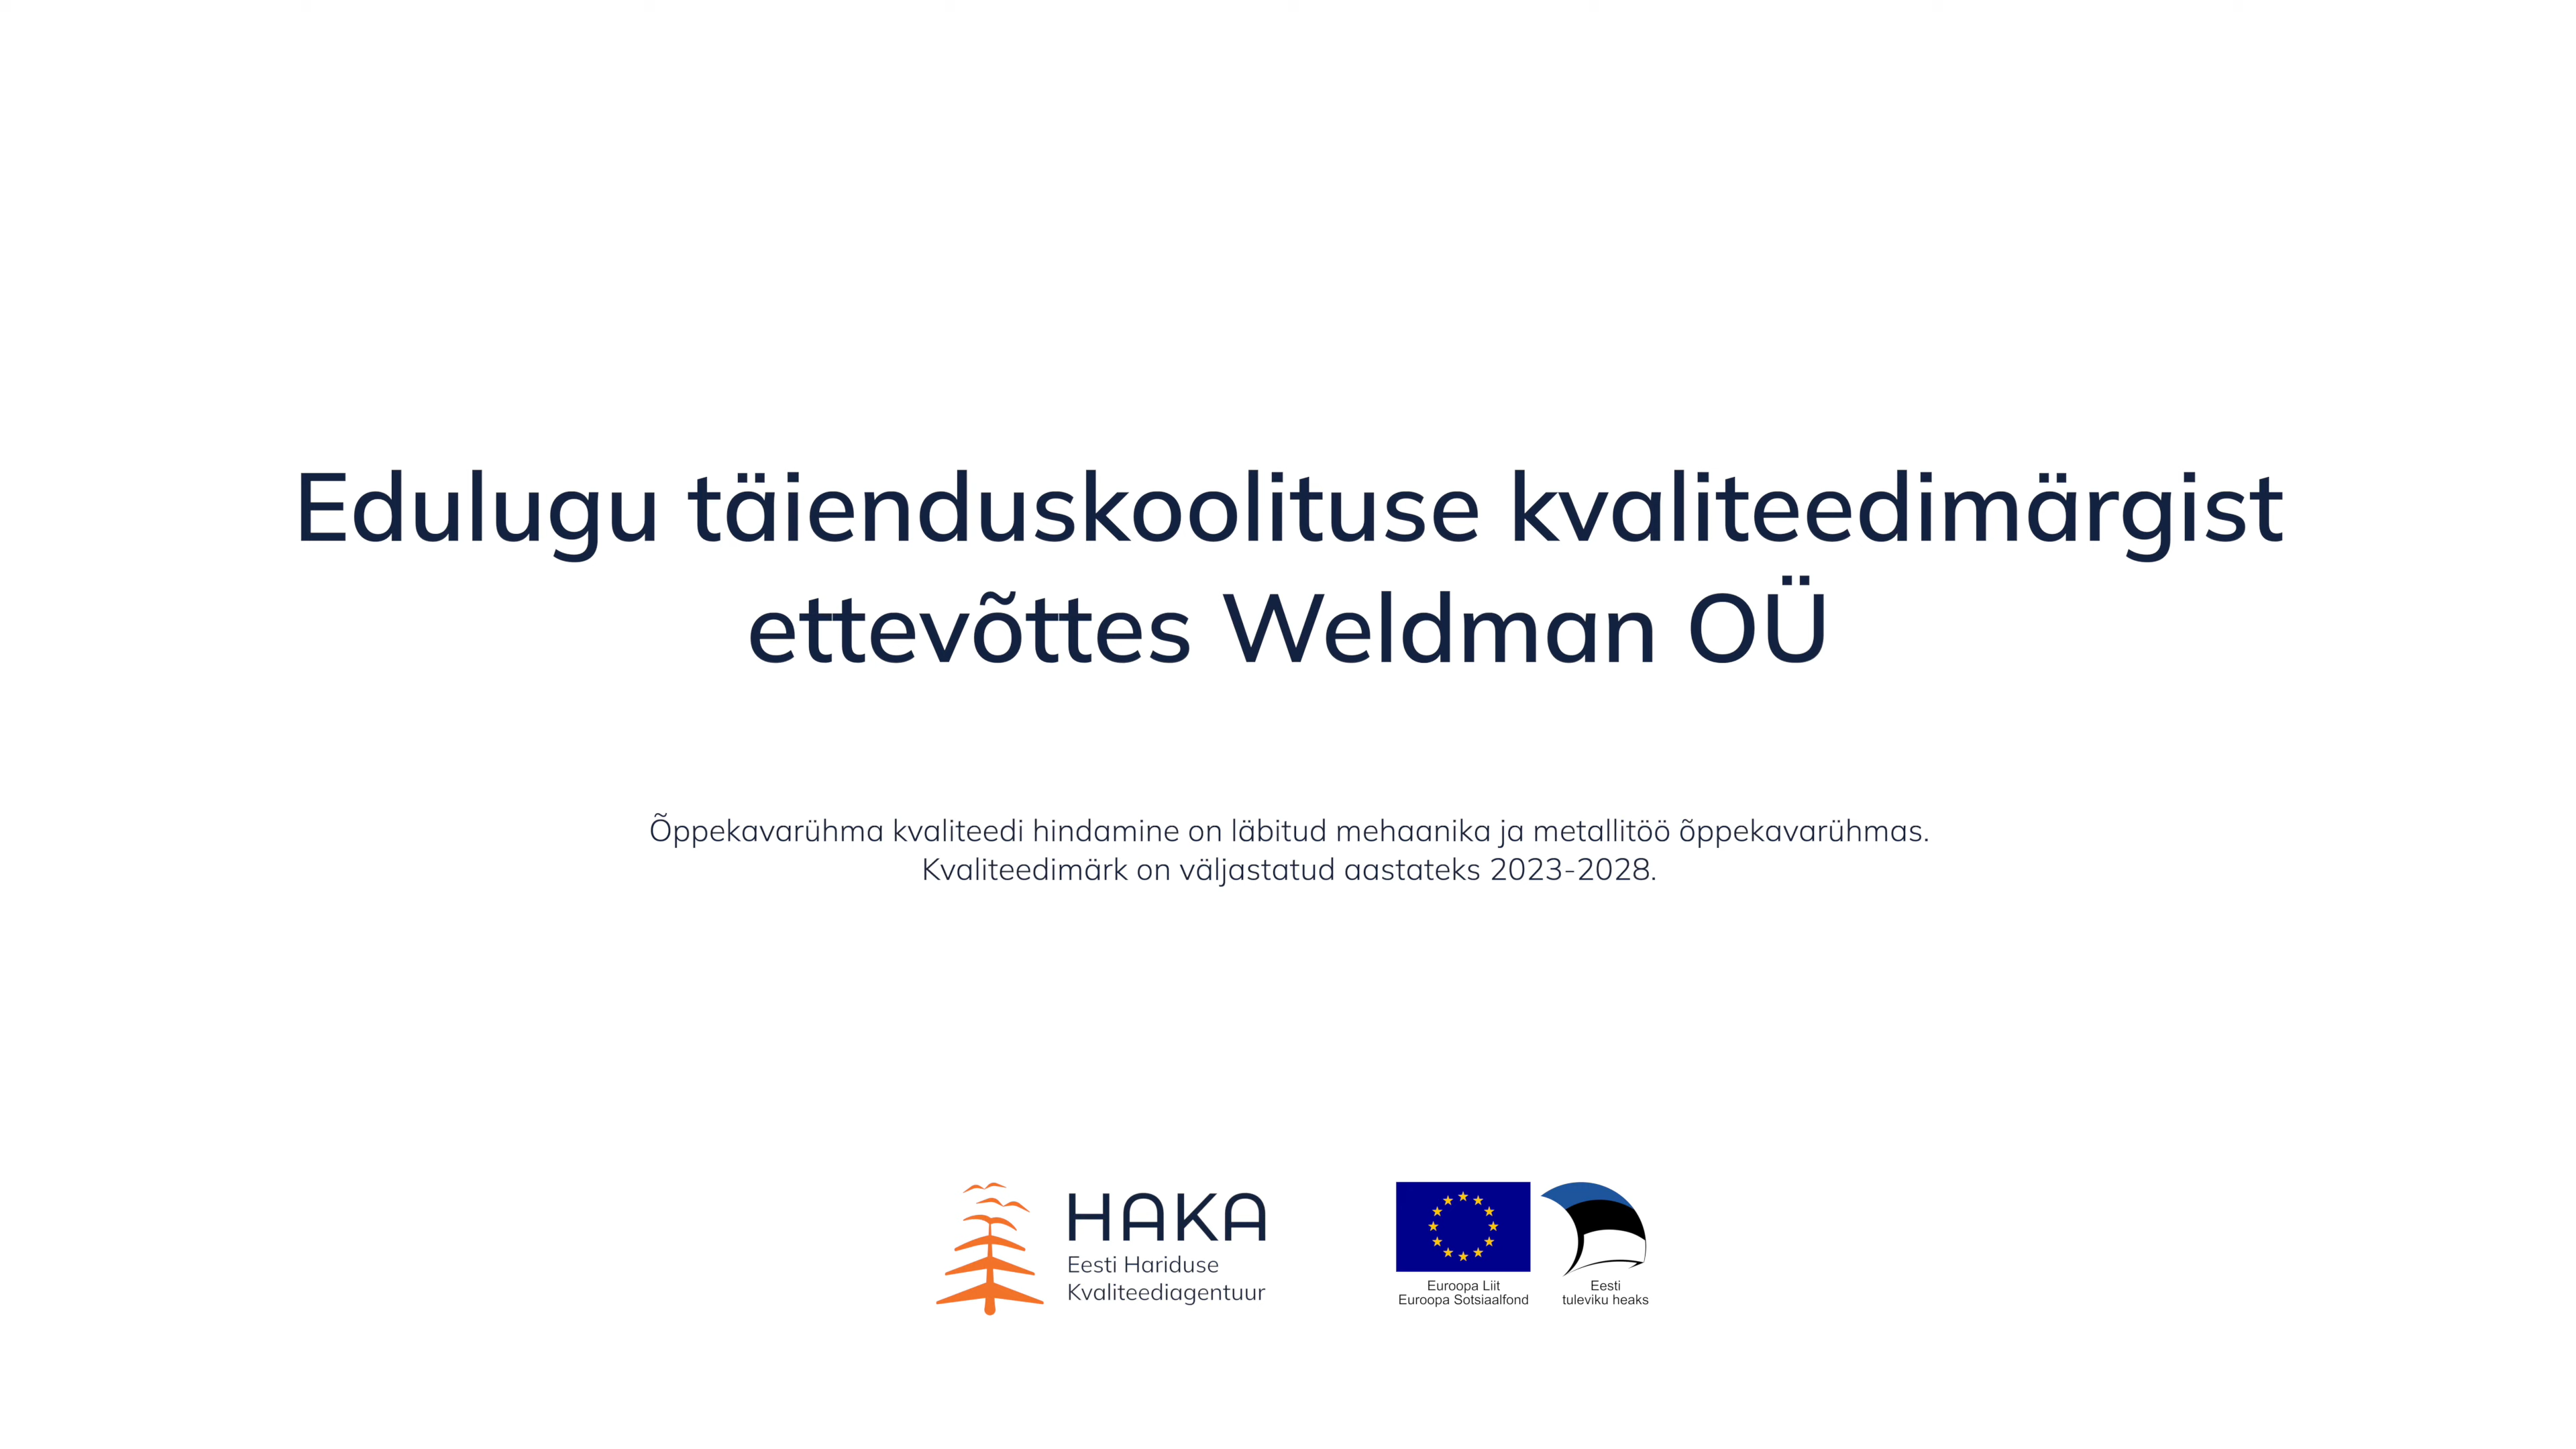 Edulugu täienduskoolituse kvaliteedimärgist
ettevõttes Weldman OÜ
Õppekavarühma kvaliteedi hindamine on läbitud mehaanika ja metallitöö õppekavarühmas.
Kvaliteedimärk on väljastatud aastateks 2023-2028.
HAKA
Eesti Hariduse
Kvaliteediagentuur
Euroopa Liit
Euroopa Sotsiaalfond
Eesti
tuleviku heaks